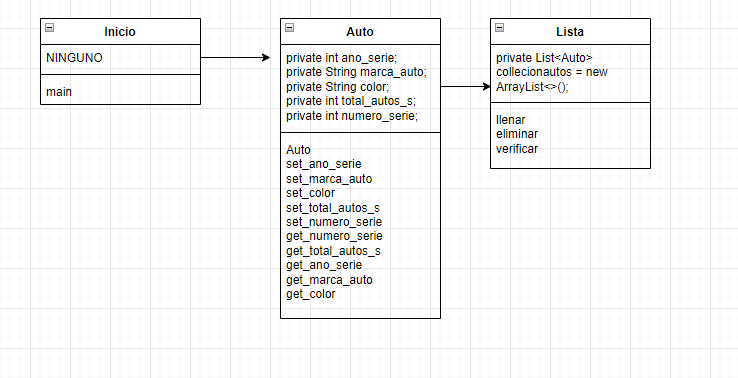 Inicio
NINGUNO
main
Auto
private int ano_serie;
private String marca_auto;
private String color;
private int total_autos_s;
private int numero_serie;
Auto
set_ano_serie
set_marca_auto
set_color
set_total_autos_s
set_numero_serie
get_numero_serie
get_total_autos_s
get_ano_serie
get_marca_auto
get_color
Lista
private List<Auto>
collecionautos = new
ArrayList<>();
llenar
eliminar
verificar